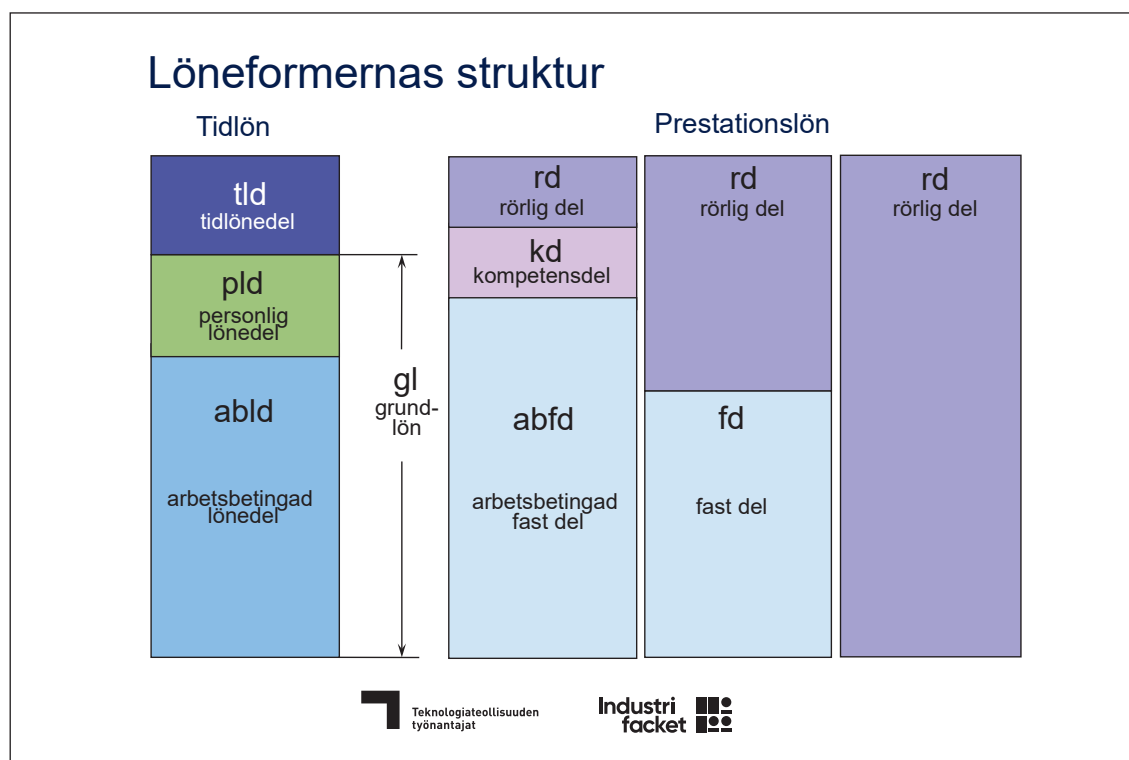 Löneformernas struktur
Tidlön
Prestationslön
tld
tidlönedel
pld
personlig
lönedel
abld
arbetsbetingad
lönedel
gl
grund-
lön
rd
rörlig del
kd
kompetensdel
abfd
arbetsbetingad
fast del
rd
rörlig del
fd
fast del
rd
rörlig del
Teknologiateollisuuden
työnantajat
Industri
facket